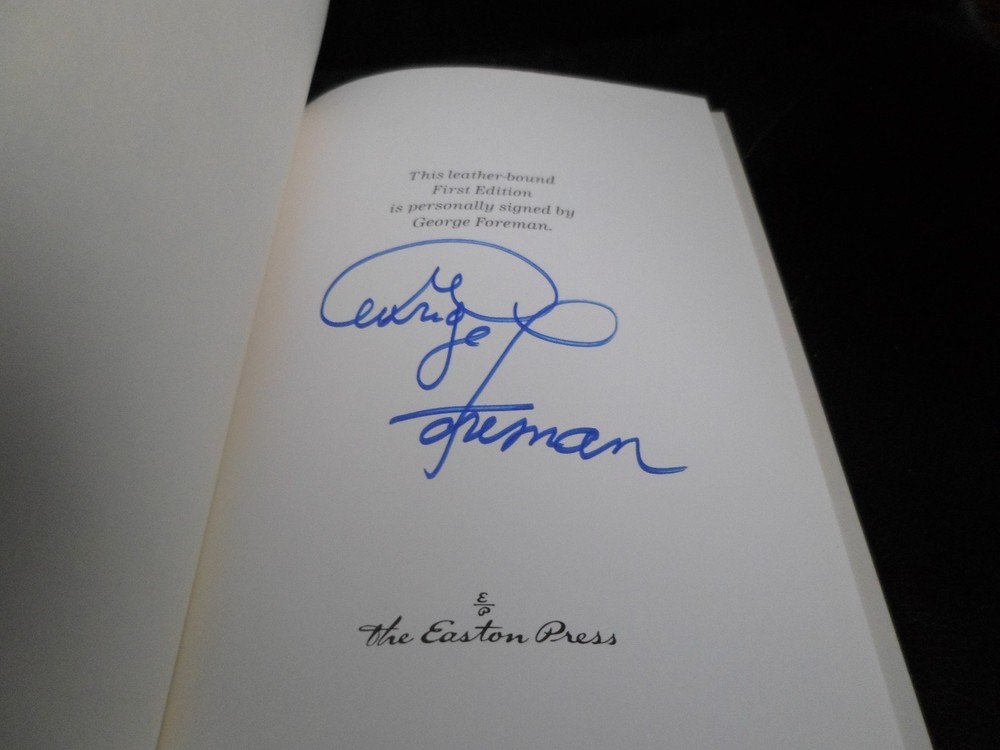 This leather-bound
First Edition
is personally signed by
George Foreman.
George
Foreman
E
P
The Easton Press